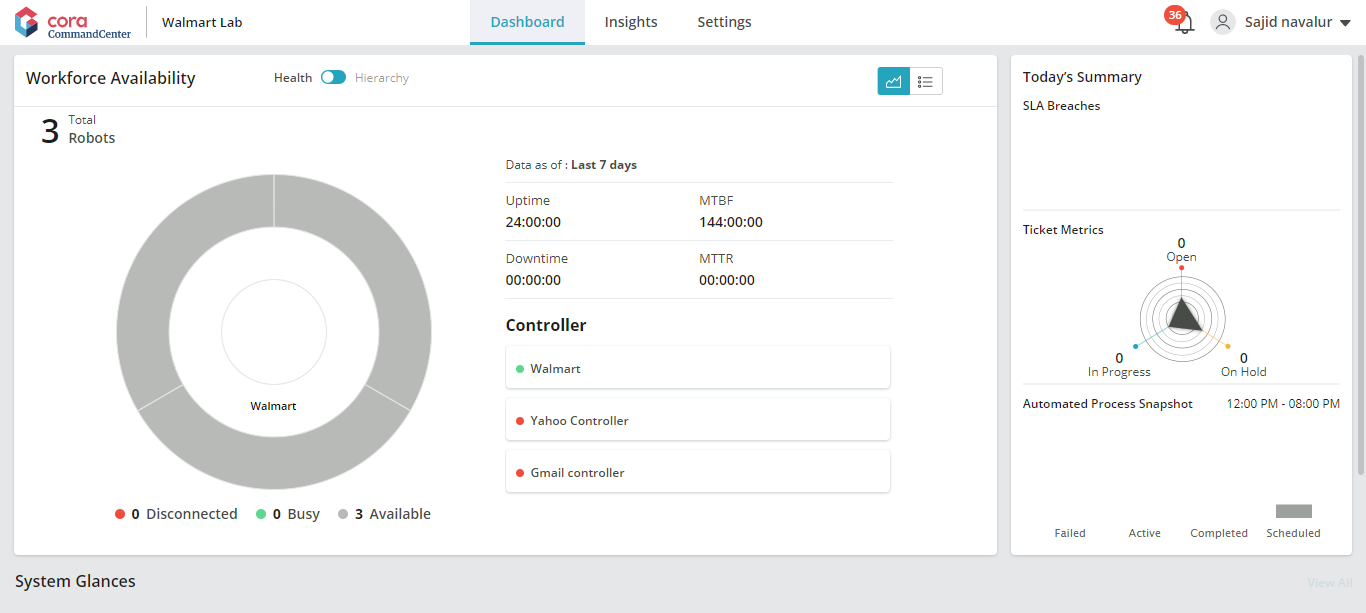 cora
CommandCenter
Walmart Lab
Dashboard
Insights
Settings
36
Sajid navalur
Workforce Availability
Health
Hierarchy
3
Total
Robots
Walmart
0 Disconnected
0 Busy
3 Available
Data as of : Last 7 days
Uptime
24:00:00
MTBF
144:00:00
Downtime
00:00:00
MTTR
00:00:00
Controller
Walmart
Yahoo Controller
Gmail controller
Today's Summary
SLA Breaches
Ticket Metrics
0
Open
0
In Progress
0
On Hold
Automated Process Snapshot
12:00 PM - 08:00 PM
Failed
Active
Completed
Scheduled
System Glances
View All